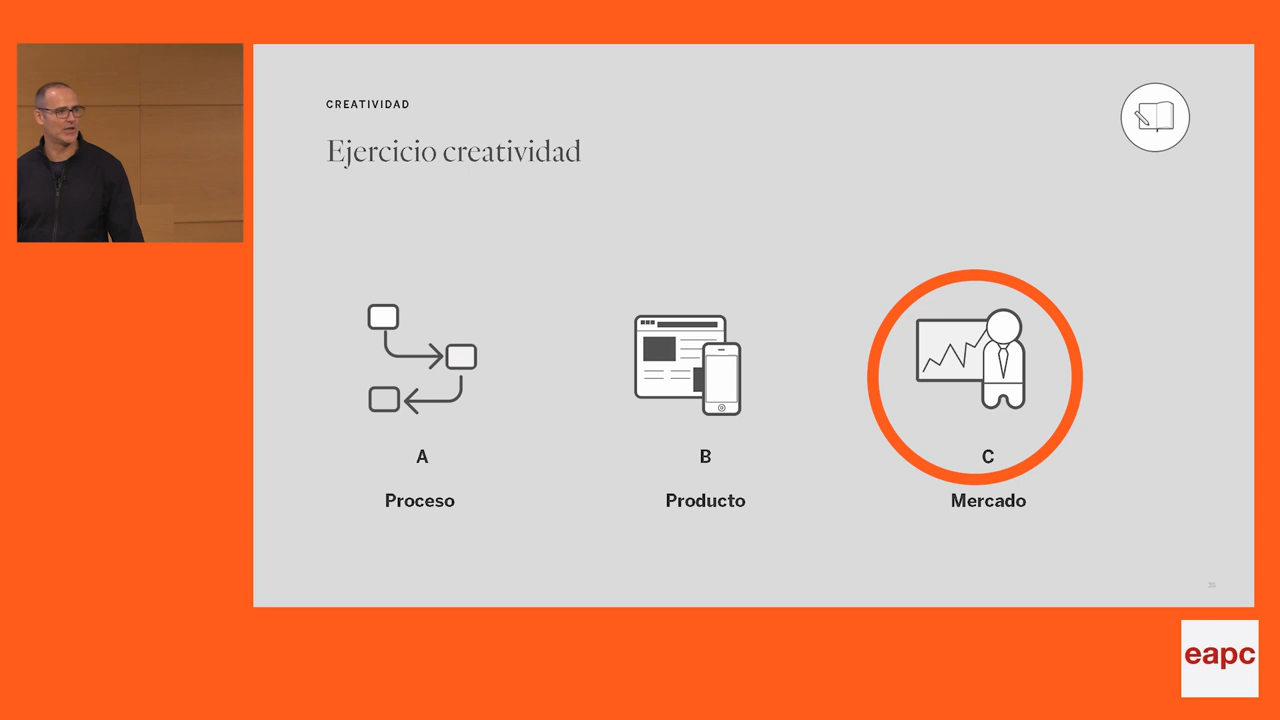 CREATIVIDAD
Ejercicio creatividad
A
B
C
Proceso
Producto
Mercado
eapc